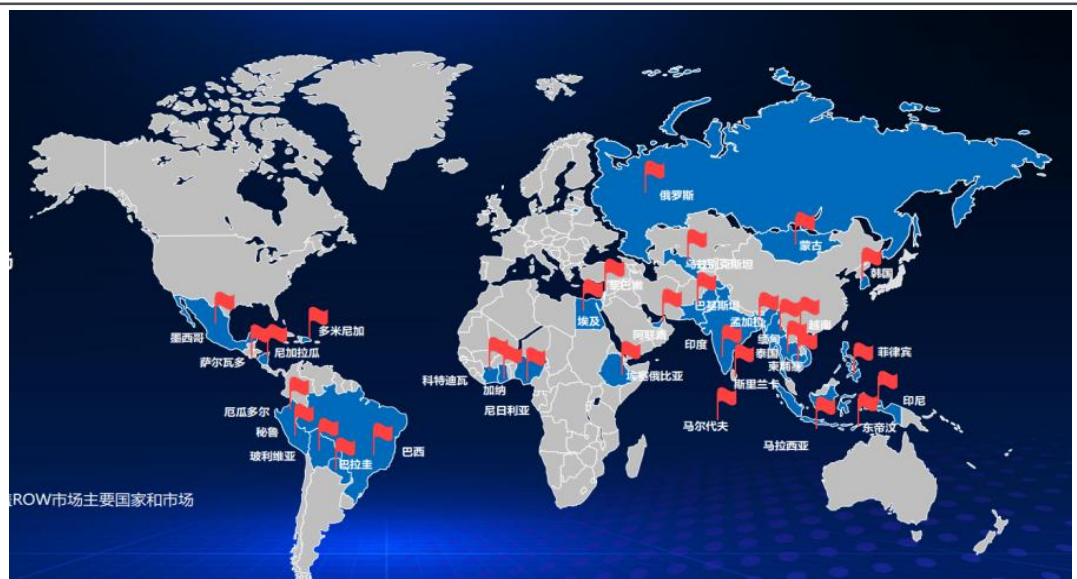 俄罗斯
蒙古
韩国
乌兹别克斯坦
黎巴嫩
巴基斯坦
埃及
孟加拉
越南
墨西哥
多米尼加
阿联酋
印度
缅甸
萨尔瓦多
尼加拉瓜
泰国
菲律宾
柬埔寨
科特迪瓦
加纳
埃塞俄比亚
斯里兰卡
尼日利亚
印尼
厄瓜多尔
马尔代夫
秘鲁
东帝汶
马拉西亚
玻利维亚
巴拉圭
巴西
ROW市场主要国家和市场